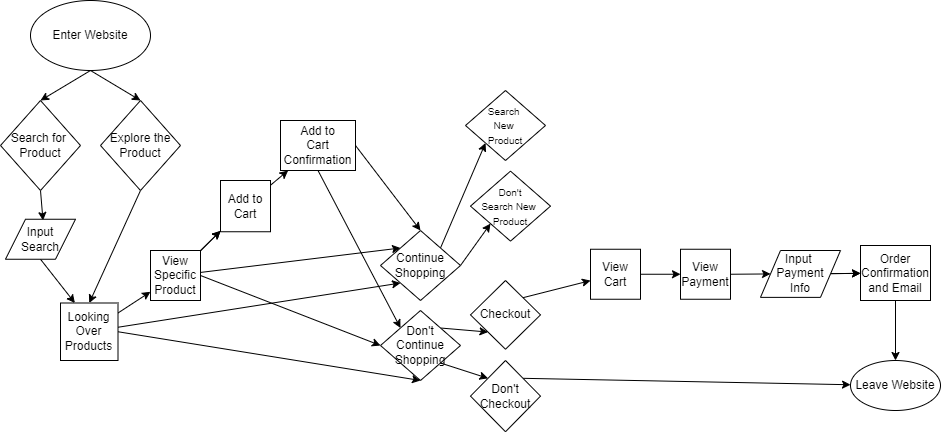 Enter Website
Search for
Product
Explore the
Product
Input
Search
Looking
Over
Products
View
Specific
Product
Add to
Cart
Add to
Cart
Confirmation
Continue
Shopping
Don't
Continue
Shopping
Search
New
Product
Don't
Search New
Product
Checkout
Don't
Checkout
View
Cart
View
Payment
Input
Payment
Info
Order
Confirmation
and Email
Leave Website